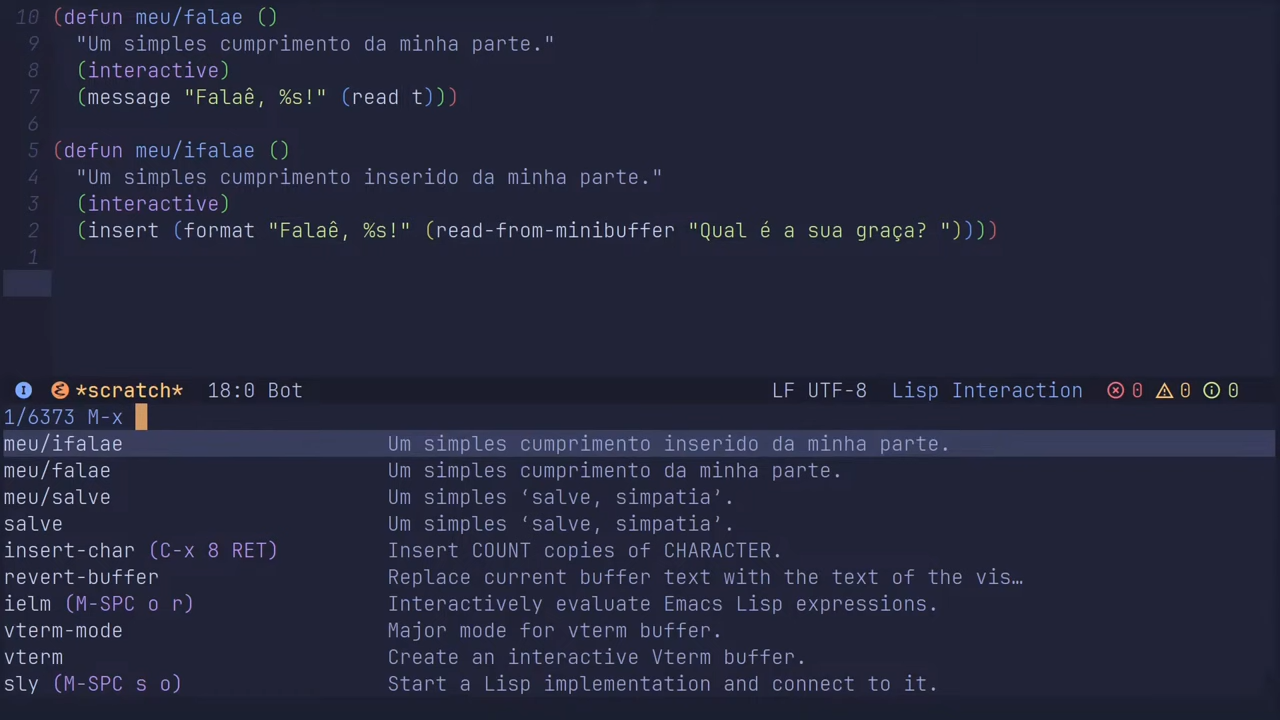 10 (defun meu/falae ()
9 "Um simples cumprimento da minha parte."
8 (interactive)
7 (message "Falaê, %s!" (read t)))
6
5 (defun meu/ifalae ()
4 "Um simples cumprimento inserido da minha parte."
3 (interactive)
2 (insert (format "Falaê, %s!" (read-from-minibuffer "Qual é a sua graça? "))))
1
I *scratch* 18:0 Bot LF UTF-8 Lisp Interaction 0 0 0
1/6373 M-x
meu/ifalae Um simples cumprimento inserido da minha parte.
meu/falae Um simples cumprimento da minha parte.
meu/salve Um simples ‘salve, simpatia’.
salve Um simples ‘salve, simpatia’.
insert-char (C-x 8 RET) Insert COUNT copies of CHARACTER.
revert-buffer Replace current buffer text with the text of the vis…
ielm (M-SPC o r) Interactively evaluate Emacs Lisp expressions.
vterm-mode Major mode for vterm buffer.
vterm Create an interactive Vterm buffer.
sly (M-SPC s o) Start a Lisp implementation and connect to it.